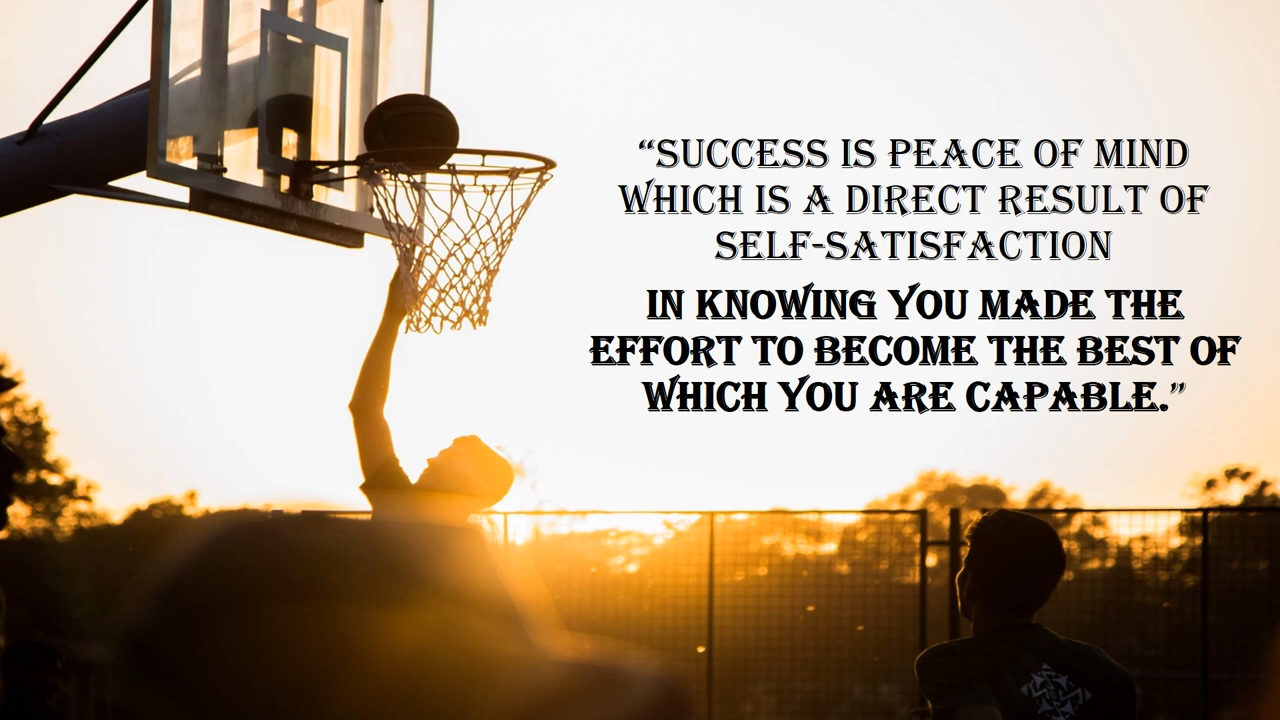 “SUCCESS IS PEACE OF MIND
WHICH IS A DIRECT RESULT OF
SELF-SATISFACTION
IN KNOWING YOU MADE THE
EFFORT TO BECOME THE BEST OF
WHICH YOU ARE CAPABLE.”